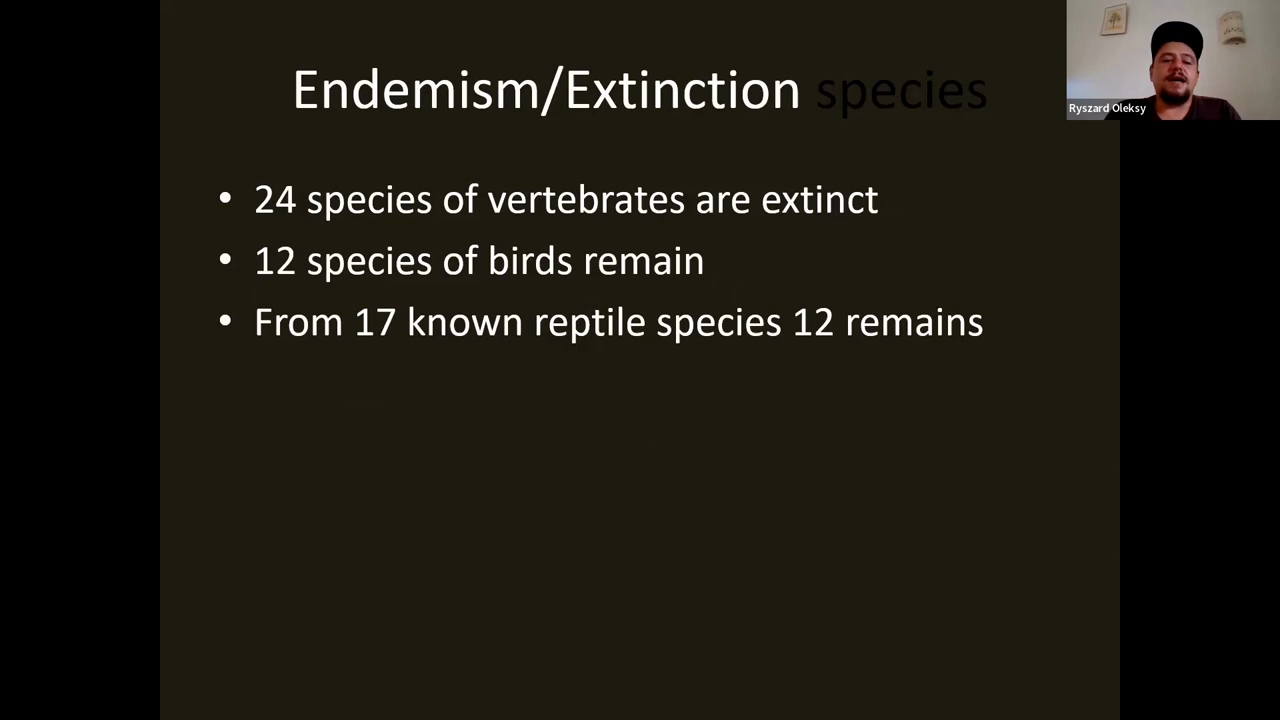 Endemism/Extinction species
Ryszard Oleksy
• 24 species of vertebrates are extinct
• 12 species of birds remain
• From 17 known reptile species 12 remains